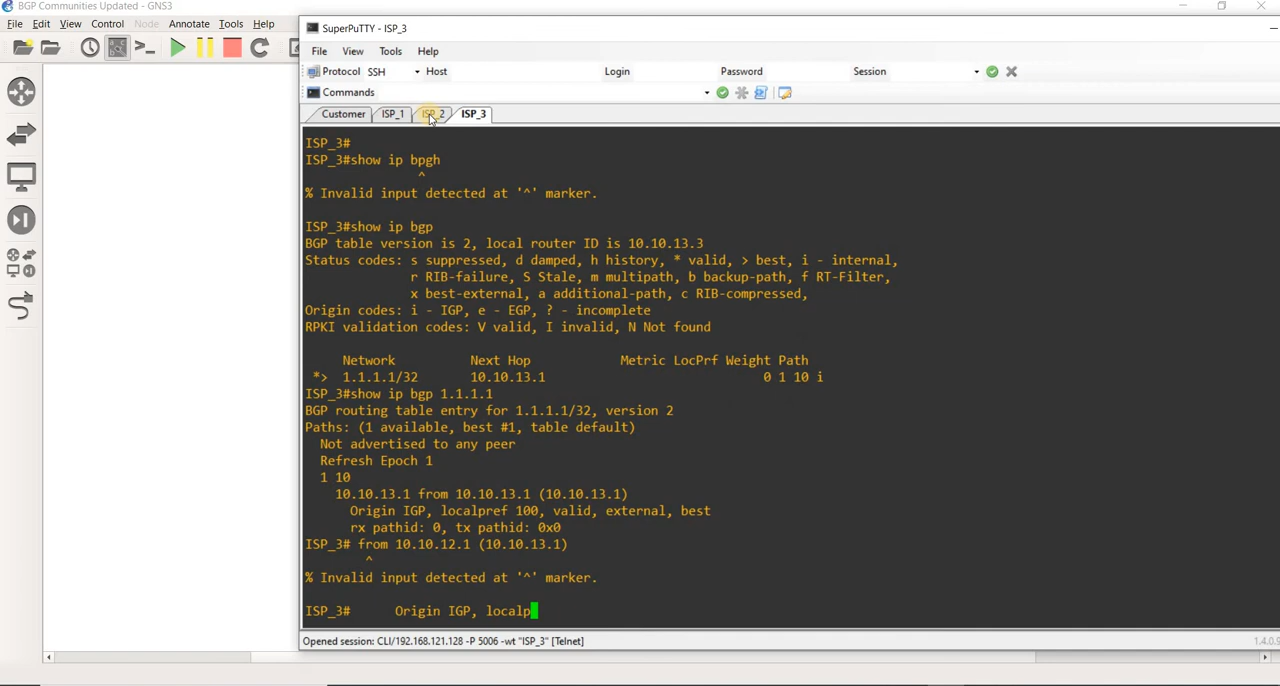 BGP Communities Updated - GNS3
File Edit View Control Node Annotate Tools Help
SuperPuTTY - ISP_3
File View Tools Help
Protocol SSH Host Login Password Session
Commands
Customer ISP_1 ISP_2 ISP_3
ISP_3#
ISP_3#show ip bpgh
^
% Invalid input detected at '^' marker.
ISP_3#show ip bgp
BGP table version is 2, local router ID is 10.10.13.3
Status codes: s suppressed, d damped, h history, * valid, > best, i - internal,
r RIB-failure, S Stale, m multipath, b backup-path, f RT-Filter,
x best-external, a additional-path, c RIB-compressed,
Origin codes: i - IGP, e - EGP, ? - incomplete
RPKI validation codes: V valid, I invalid, N Not found
Network Next Hop Metric LocPrf Weight Path
*> 1.1.1.1/32 10.10.13.1 0 1 10 i
ISP_3#show ip bgp 1.1.1.1
BGP routing table entry for 1.1.1.1/32, version 2
Paths: (1 available, best #1, table default)
Not advertised to any peer
Refresh Epoch 1
1 10
10.10.13.1 from 10.10.13.1 (10.10.13.1)
Origin IGP, localpref 100, valid, external, best
rx pathid: 0, tx pathid: 0x0
ISP_3# from 10.10.12.1 (10.10.13.1)
^
% Invalid input detected at '^' marker.
ISP_3# Origin IGP, localp
Opened session: CLI/192.168.121.128 -P 5006 -wt "ISP_3" [Telnet]
1.4.0.9